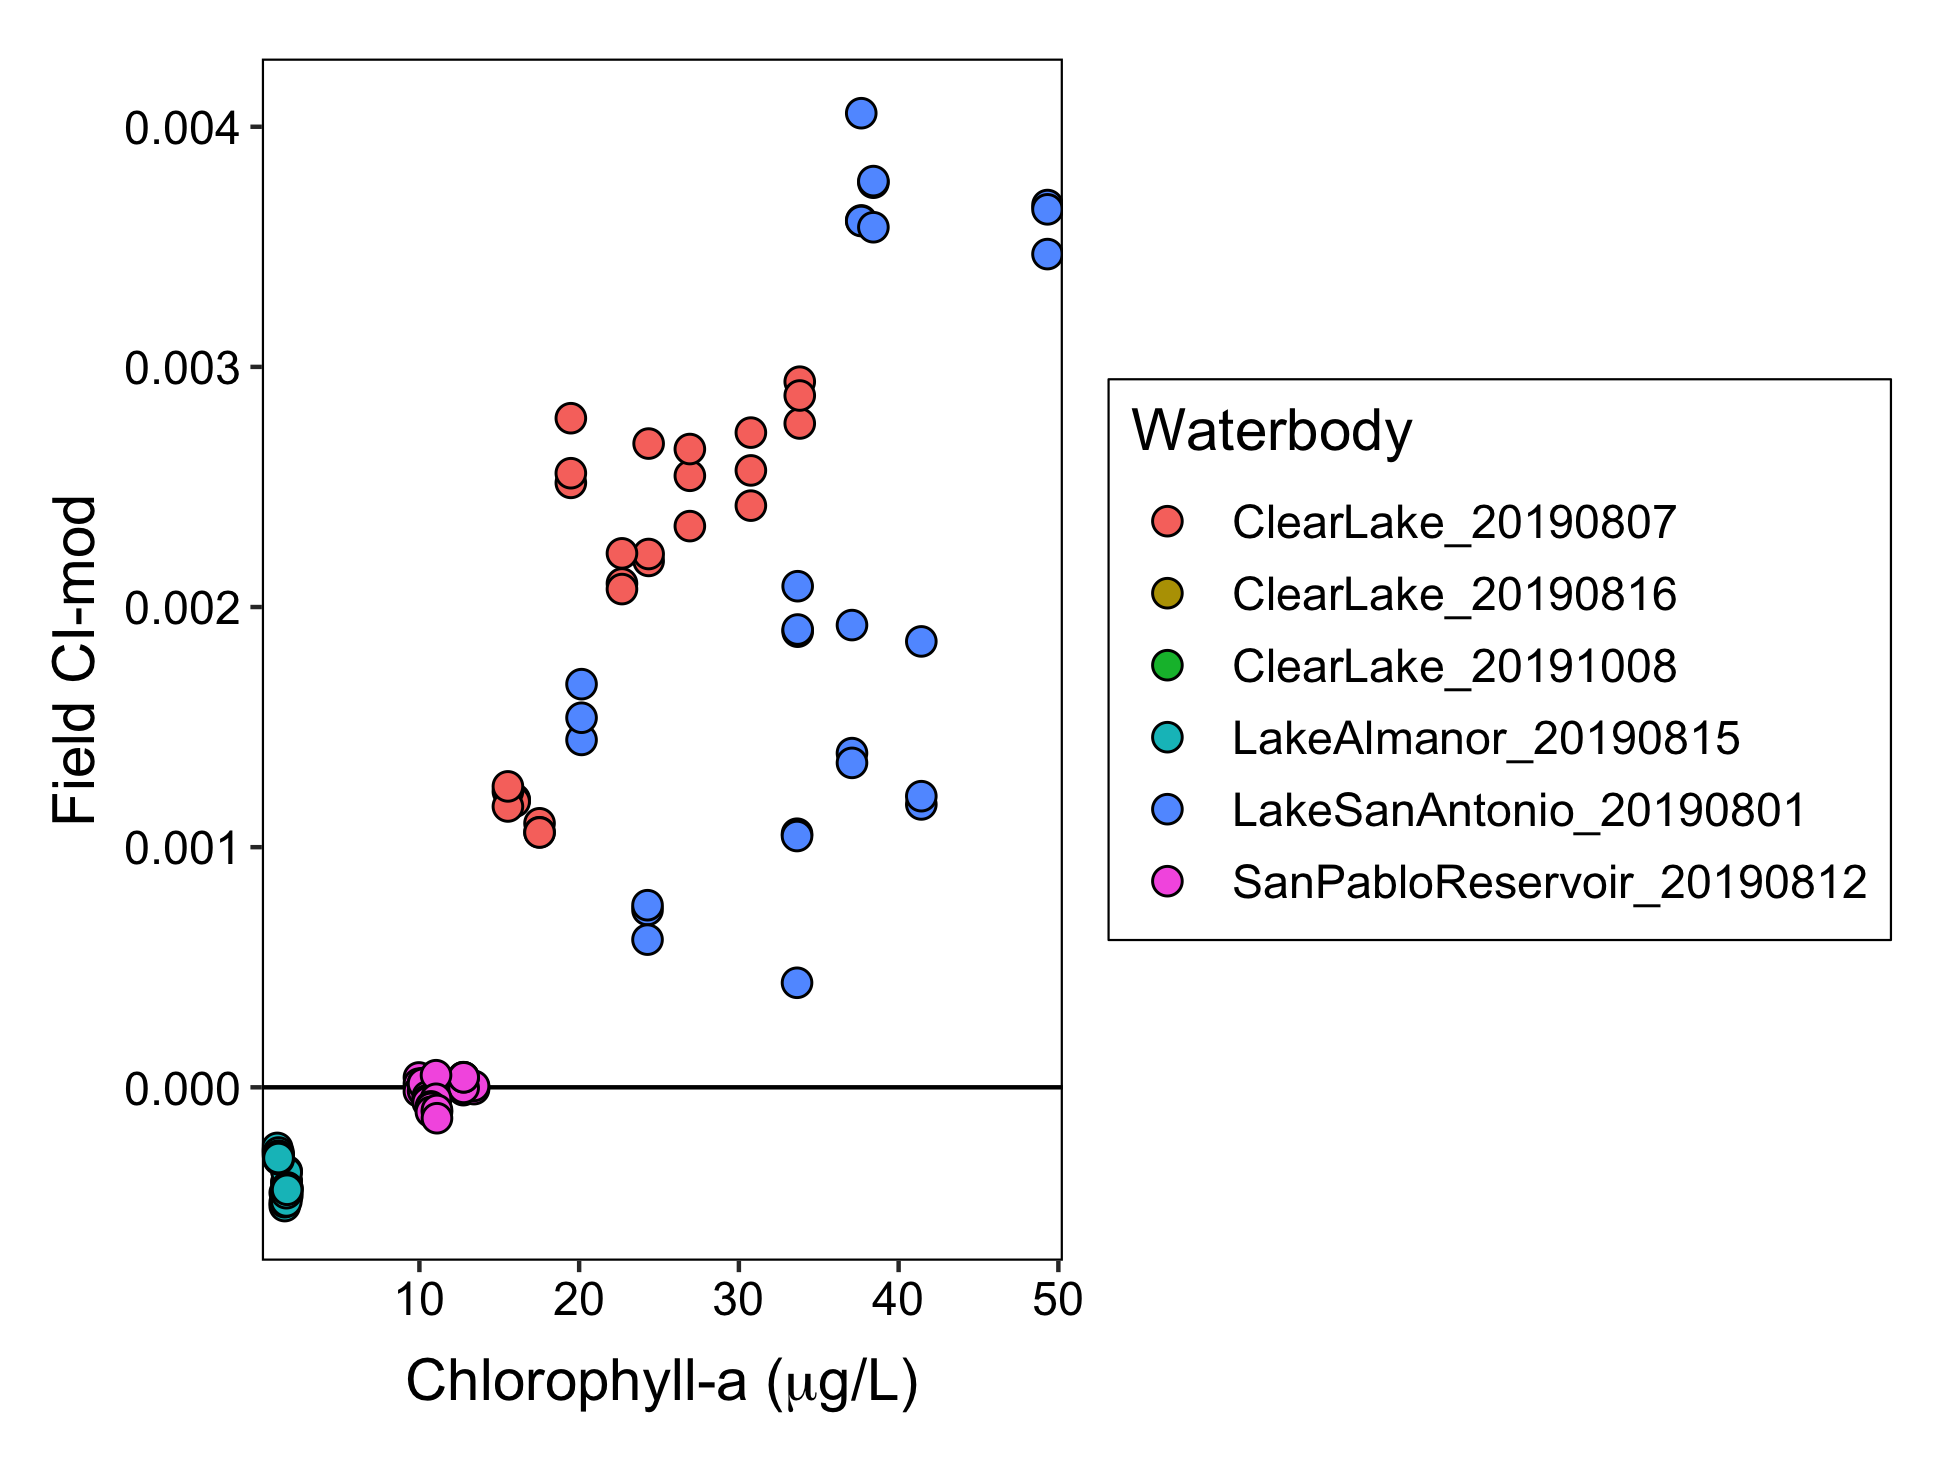 0.004
0.003
0.002
0.001
0.000
Field CI-mod
10 20 30 40 50
Chlorophyll-a (μg/L)
Waterbody
ClearLake_20190807
ClearLake_20190816
ClearLake_20191008
LakeAlmanor_20190815
LakeSanAntonio_20190801
SanPabloReservoir_20190812